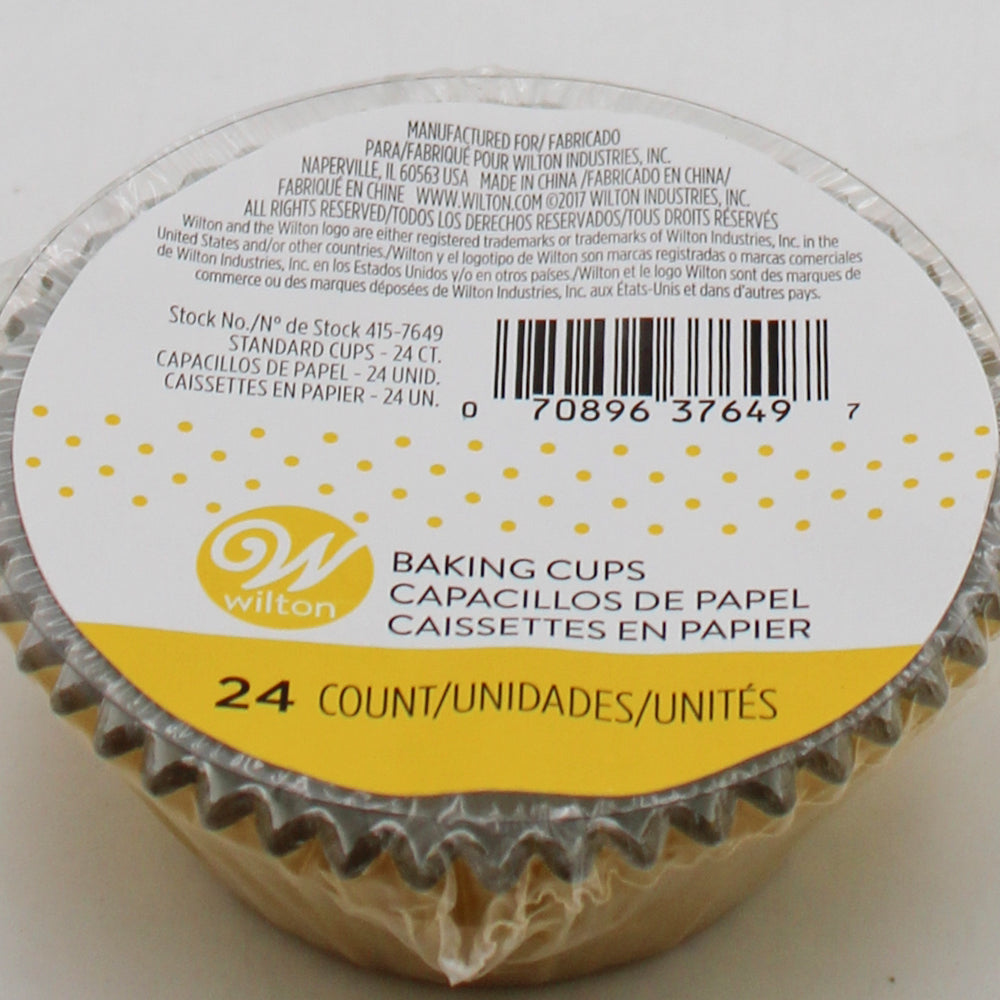 MANUFACTURED FOR/ FABRICADO
PARA/FABRIQUÉ POUR WILTON INDUSTRIES, INC.
NAPERVILLE, IL 60563 USA MADE IN CHINA /FABRICADO EN CHINA/
FABRIQUÉ EN CHINE WWW.WILTON.COM ©2017 WILTON INDUSTRIES, INC.
ALL RIGHTS RESERVED/TODOS LOS DERECHOS RESERVADOS/TOUS DROITS RÉSERVÉS
Wilton and the Wilton logo are either registered trademarks or trademarks of Wilton Industries, Inc. in the
United States and/or other countries./Wilton y el logotipo de Wilton son marcas registradas o marcas comerciales
de Wilton Industries, Inc. en los Estados Unidos y/o en otros países./Wilton et le logo Wilton sont des marques de
commerce ou des marques déposées de Wilton Industries, Inc. aux États-Unis et dans d'autres pays.
Stock No./N° de Stock 415-7649
STANDARD CUPS - 24 CT.
CAPACILLOS DE PAPEL - 24 UNID.
CAISSETTES EN PAPIER - 24 UN.
0 70896 37649 7
W
wilton
BAKING CUPS
CAPACILLOS DE PAPEL
CAISSETTES EN PAPIER
24 COUNT/UNIDADES/UNITÉS